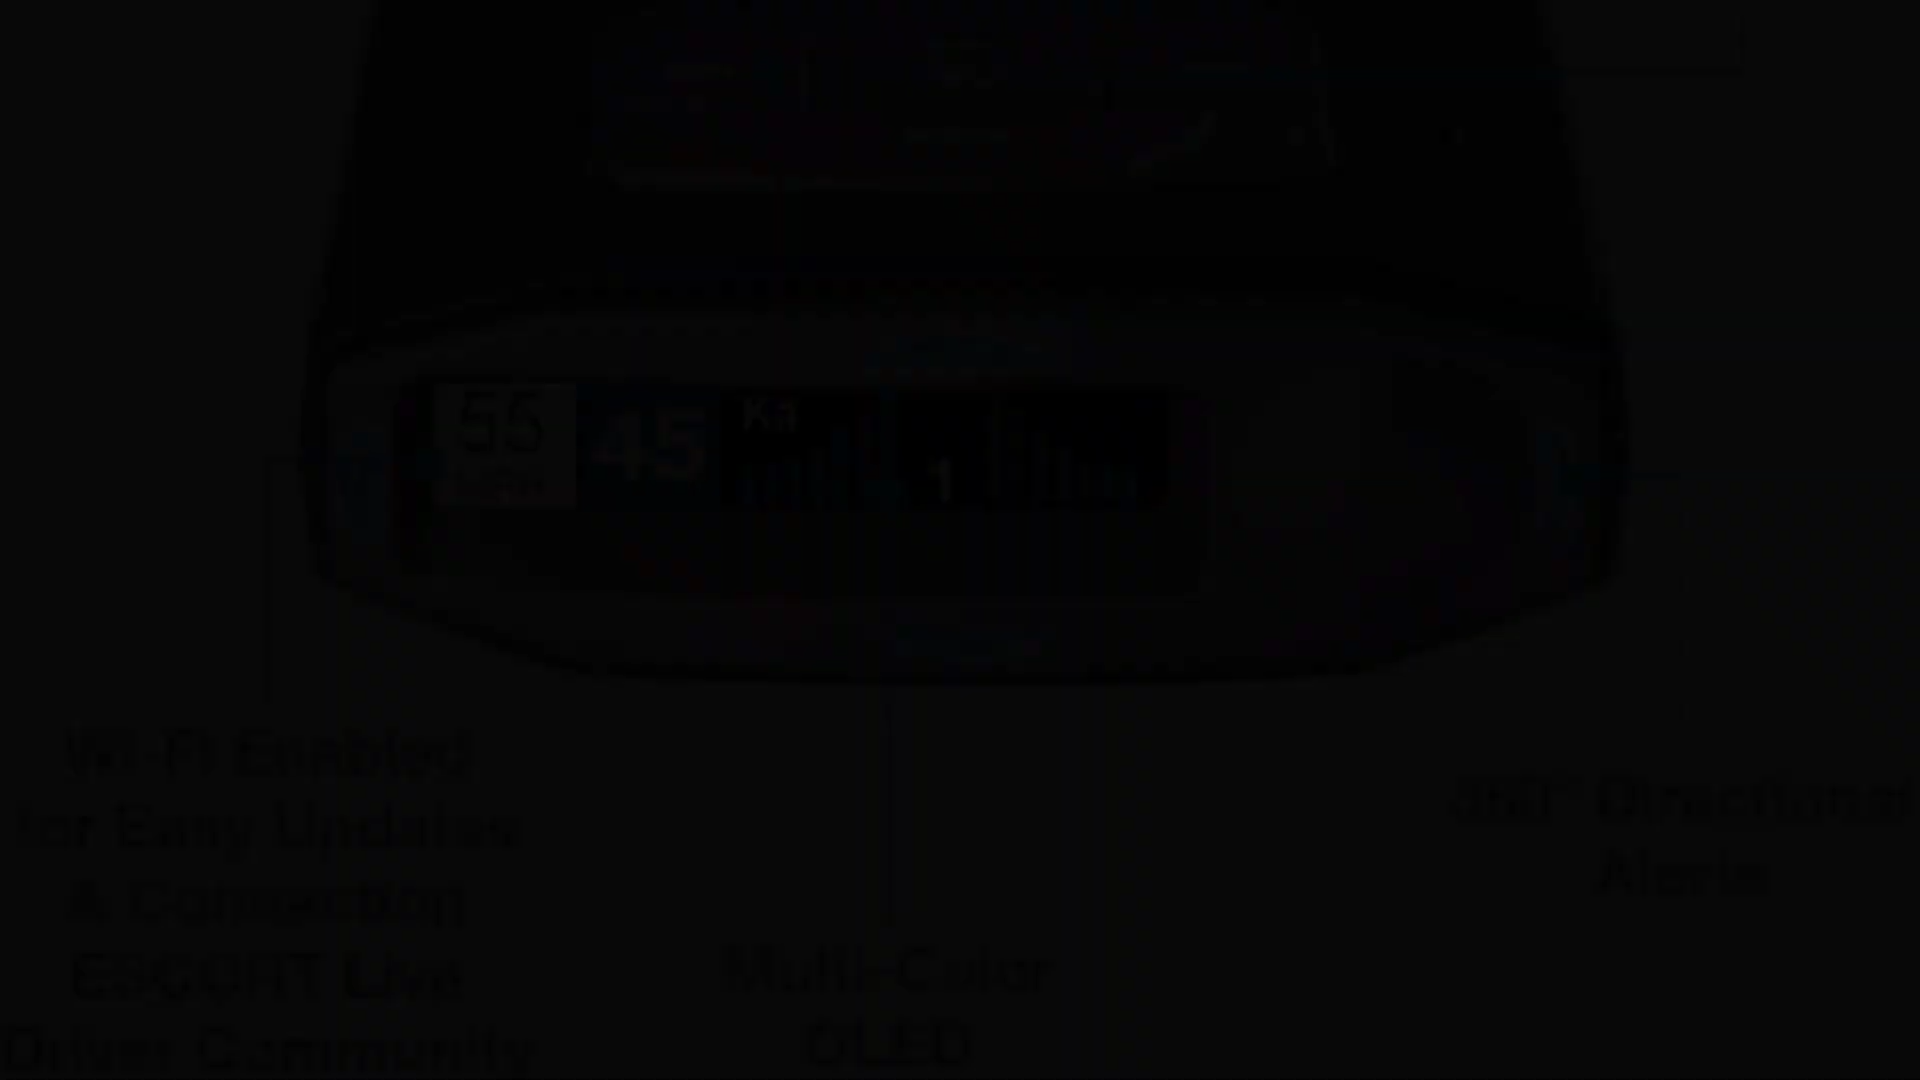 55
MPH
45
Ka
1
Wi-Fi Enabled
for Easy Updates
& Connection
ESCORT Live
Driver Community
Multi-Color
OLED
360° Directional
Alerts